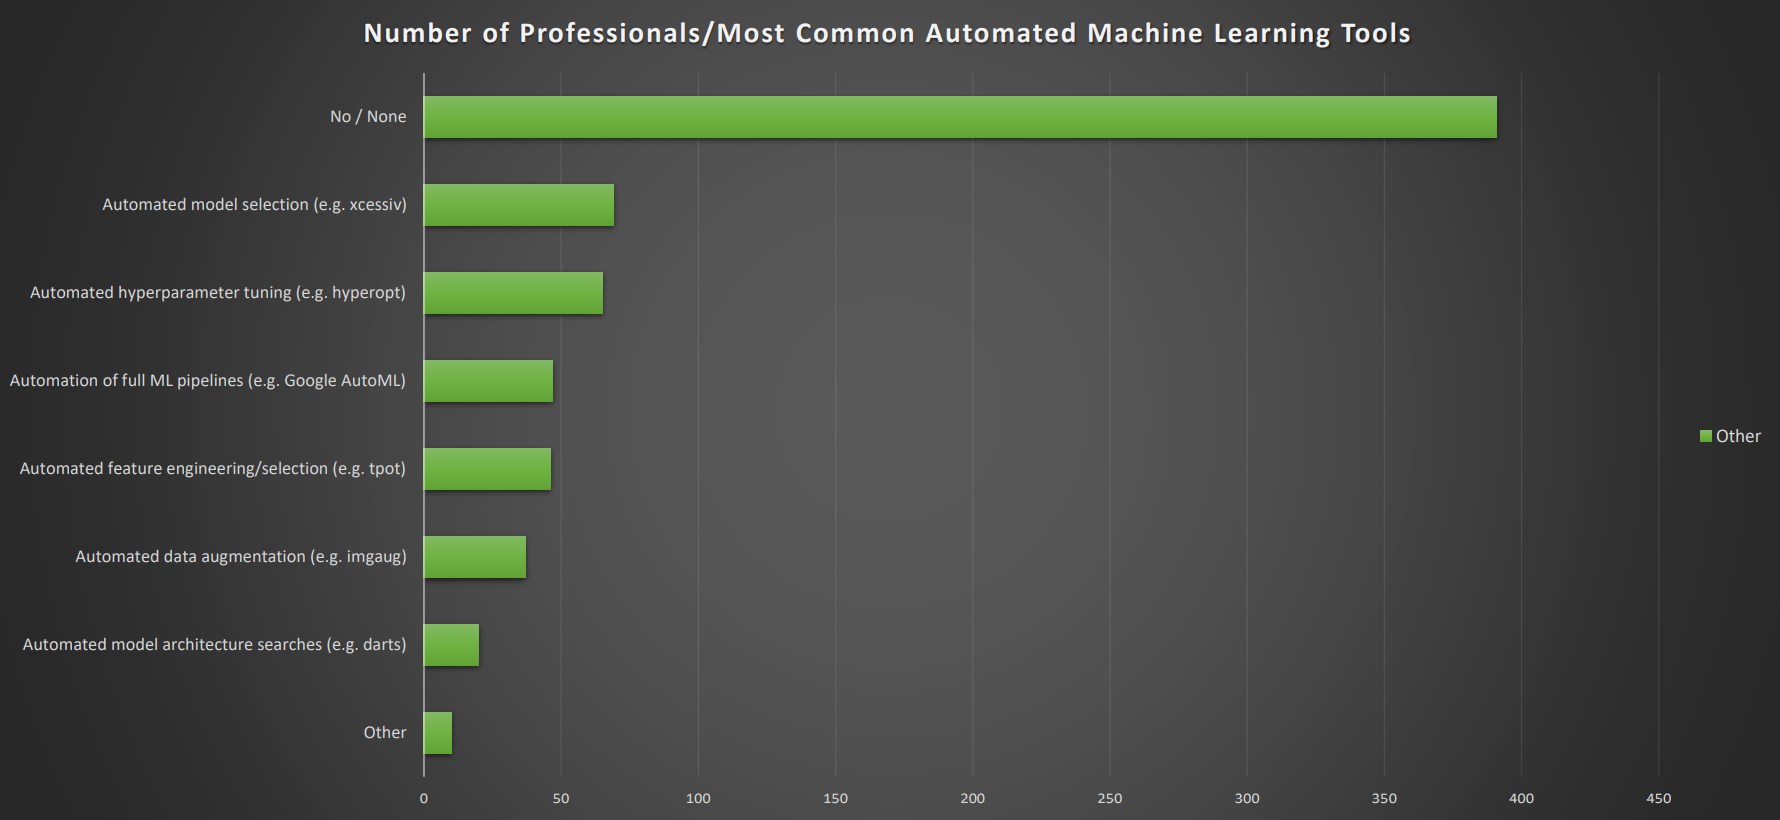 Number of Professionals/Most Common Automated Machine Learning Tools
No / None
Automated model selection (e.g. xcessiv)
Automated hyperparameter tuning (e.g. hyperopt)
Automation of full ML pipelines (e.g. Google AutoML)
Automated feature engineering/selection (e.g. tpot)
Automated data augmentation (e.g. imgaug)
Automated model architecture searches (e.g. darts)
Other
0 50 100 150 200 250 300 350 400 450
Other